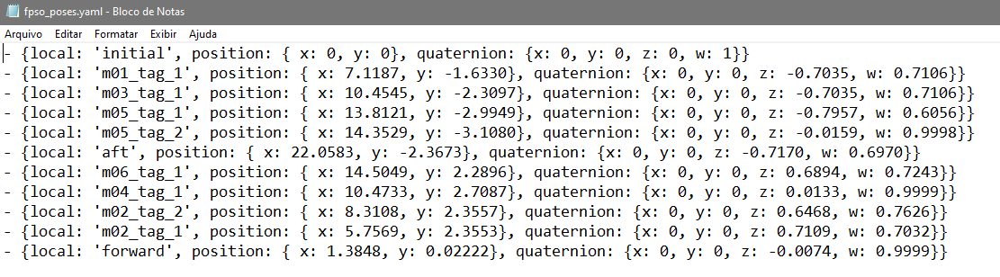 fpso_poses.yaml - Bloco de Notas
Arquivo Editar Formatar Exibir Ajuda
- {local: 'initial', position: { x: 0, y: 0}, quaternion: {x: 0, y: 0, z: 0, w: 1}}
- {local: 'm01_tag_1', position: { x: 7.1187, y: -1.6330}, quaternion: {x: 0, y: 0, z: -0.7035, w: 0.7106}}
- {local: 'm03_tag_1', position: { x: 10.4545, y: -2.3097}, quaternion: {x: 0, y: 0, z: -0.7035, w: 0.7106}}
- {local: 'm05_tag_1', position: { x: 13.8121, y: -2.9949}, quaternion: {x: 0, y: 0, z: -0.7957, w: 0.6056}}
- {local: 'm05_tag_2', position: { x: 14.3529, y: -3.1080}, quaternion: {x: 0, y: 0, z: -0.0159, w: 0.9998}}
- {local: 'aft', position: { x: 22.0583, y: -2.3673}, quaternion: {x: 0, y: 0, z: -0.7170, w: 0.6970}}
- {local: 'm06_tag_1', position: { x: 14.5049, y: 2.2896}, quaternion: {x: 0, y: 0, z: 0.6894, w: 0.7243}}
- {local: 'm04_tag_1', position: { x: 10.4733, y: 2.7087}, quaternion: {x: 0, y: 0, z: 0.0133, w: 0.9999}}
- {local: 'm02_tag_2', position: { x: 8.3108, y: 2.3557}, quaternion: {x: 0, y: 0, z: 0.6468, w: 0.7626}}
- {local: 'm02_tag_1', position: { x: 5.7569, y: 2.3553}, quaternion: {x: 0, y: 0, z: 0.7109, w: 0.7032}}
- {local: 'forward', position: { x: 1.3848, y: 0.02222}, quaternion: {x: 0, y: 0, z: -0.0074, w: 0.9999}}